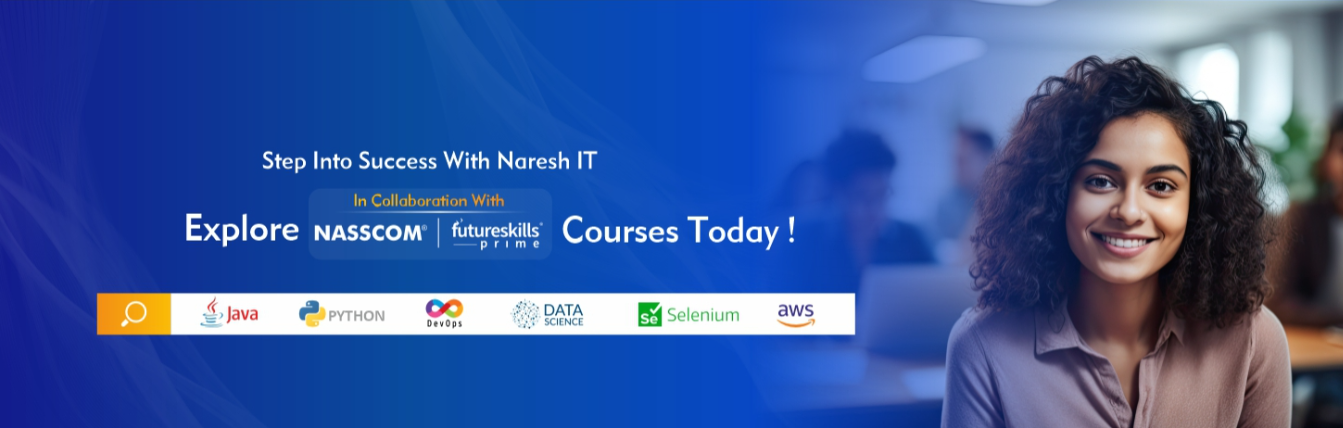 Step Into Success With Naresh IT
In Collaboration With
Explore NASSCOM® futureskills® Courses Today !
prime
Java PYTHON DevOps DATA SCIENCE Se Selenium aws